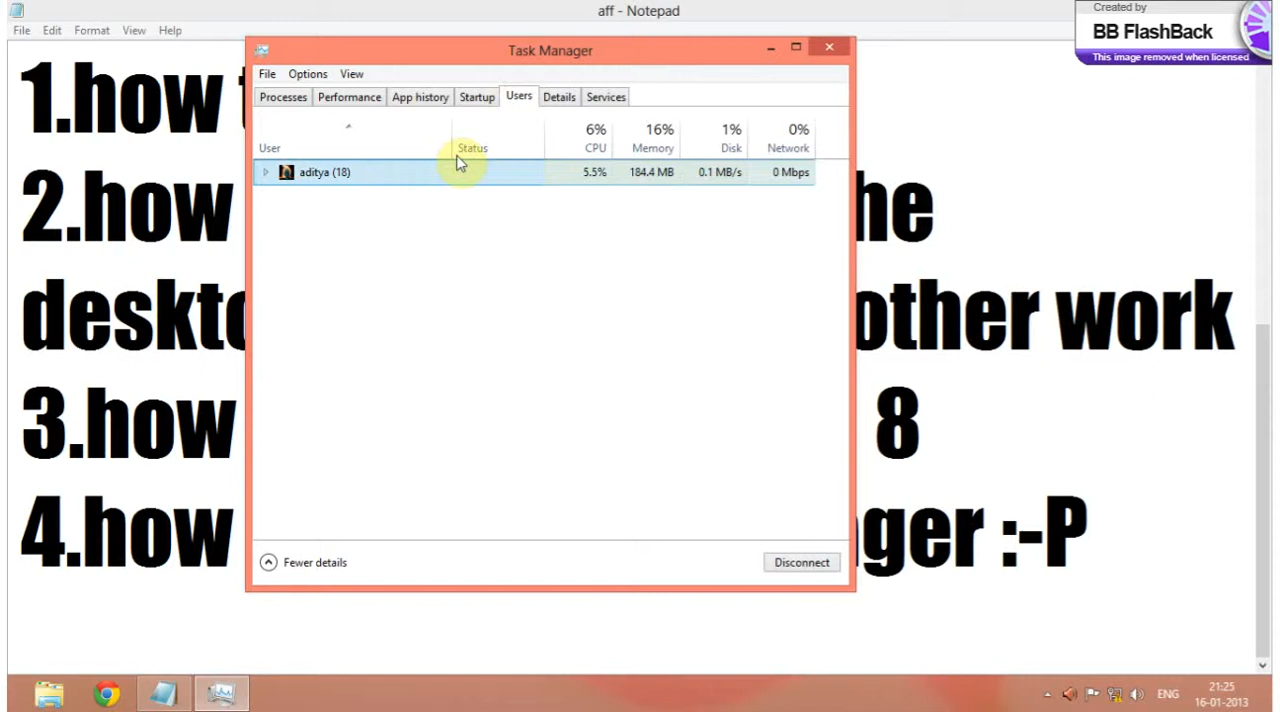 aff - Notepad
File Edit Format View Help
Created by
BB FlashBack
This image removed when licensed
Task Manager
File Options View
Processes Performance App history Startup Users Details Services
6% 16% 1% 0%
User Status CPU Memory Disk Network
aditya (18) 5.5% 184.4 MB 0.1 MB/s 0 Mbps
Fewer details Disconnect
1.how
2.how he
deskto other work
3.how 8
4.how ager :-P
ENG
21:25
16-01-2013